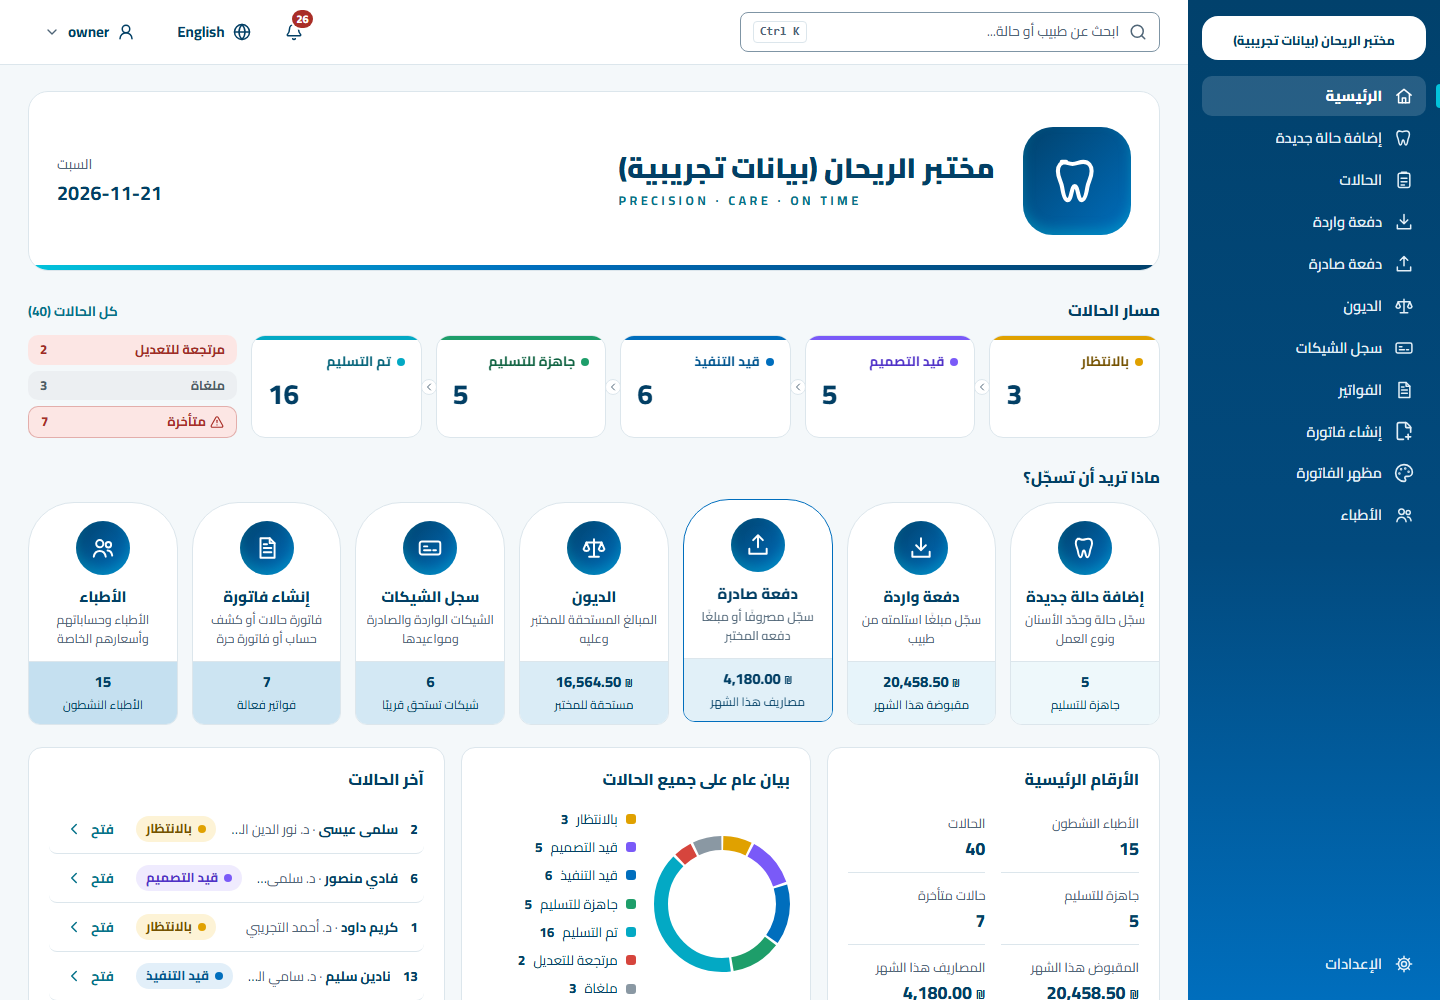 مختبر الريحان (بيانات تجريبية)
الرئيسية
إضافة حالة جديدة
الحالات
دفعة واردة
دفعة صادرة
الديون
سجل الشيكات
الفواتير
إنشاء فاتورة
مظهر الفاتورة
الأطباء
الإعدادات
ابحث عن طبيب أو حالة...
Ctrl K
26
English
owner
مختبر الريحان (بيانات تجريبية)
PRECISION · CARE · ON TIME
السبت
2026-11-21
مسار الحالات
كل الحالات (40)
بالانتظار
3
قيد التصميم
5
قيد التنفيذ
6
جاهزة للتسليم
5
تم التسليم
16
مرتجعة للتعديل 2
ملغاة 3
متأخرة 7
ماذا تريد أن تسجّل؟
إضافة حالة جديدة
سجّل حالة وحدّد الأسنان
ونوع العمل
5
جاهزة للتسليم
دفعة واردة
سجّل مبلغًا استلمته من
طبيب
20,458.50 ₪
مقبوضة هذا الشهر
دفعة صادرة
سجّل مصروفًا أو مبلغًا
دفعه المختبر
4,180.00 ₪
مصاريف هذا الشهر
الديون
المبالغ المستحقة للمختبر
وعليه
16,564.50 ₪
مستحقة للمختبر
سجل الشيكات
الشيكات الواردة والصادرة
ومواعيدها
6
شيكات تستحق قريبًا
إنشاء فاتورة
فاتورة حالات أو كشف
حساب أو فاتورة حرة
7
فواتير فعالة
الأطباء
الأطباء وحساباتهم
وأسعارهم الخاصة
15
الأطباء النشطون
الأرقام الرئيسية
الأطباء النشطون
15
الحالات
40
جاهزة للتسليم
5
حالات متأخرة
7
المقبوض هذا الشهر
20,458.50 ₪
المصاريف هذا الشهر
4,180.00 ₪
بيان عام على جميع الحالات
بالانتظار 3
قيد التصميم 5
قيد التنفيذ 6
جاهزة للتسليم 5
تم التسليم 16
مرتجعة للتعديل 2
ملغاة 3
آخر الحالات
2 سلمى عيسى · د. نور الدين الـ... بالانتظار فتح
6 فادي منصور · د. سلمى... قيد التصميم فتح
1 كريم داود · د. أحمد التجريبي بالانتظار فتح
13 نادين سليم · د. سامي الـ... قيد التنفيذ فتح